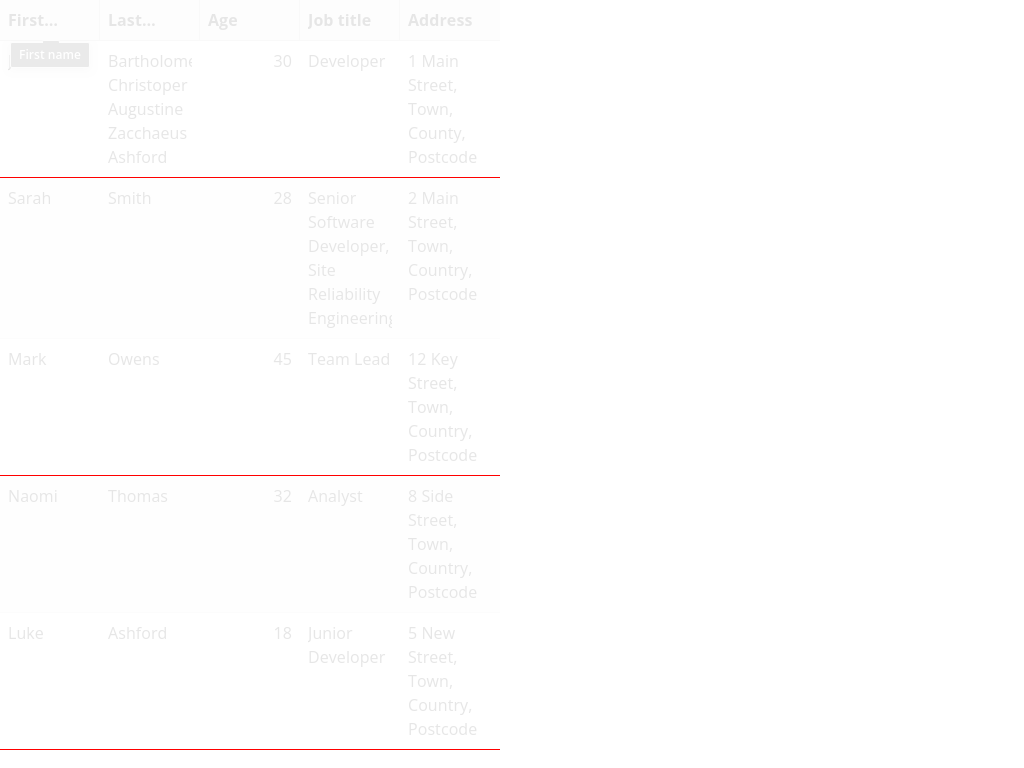 First... Last... Age Job title Address
First name
Bartholome 30 Developer 1 Main
Christoper Street,
Augustine Town,
Zacchaeus County,
Ashford Postcode
Sarah Smith 28 Senior 2 Main
Software Street,
Developer, Town,
Site Country,
Reliability Postcode
Engineering
Mark Owens 45 Team Lead 12 Key
Street,
Town,
Country,
Postcode
Naomi Thomas 32 Analyst 8 Side
Street,
Town,
Country,
Postcode
Luke Ashford 18 Junior 5 New
Developer Street,
Town,
Country,
Postcode